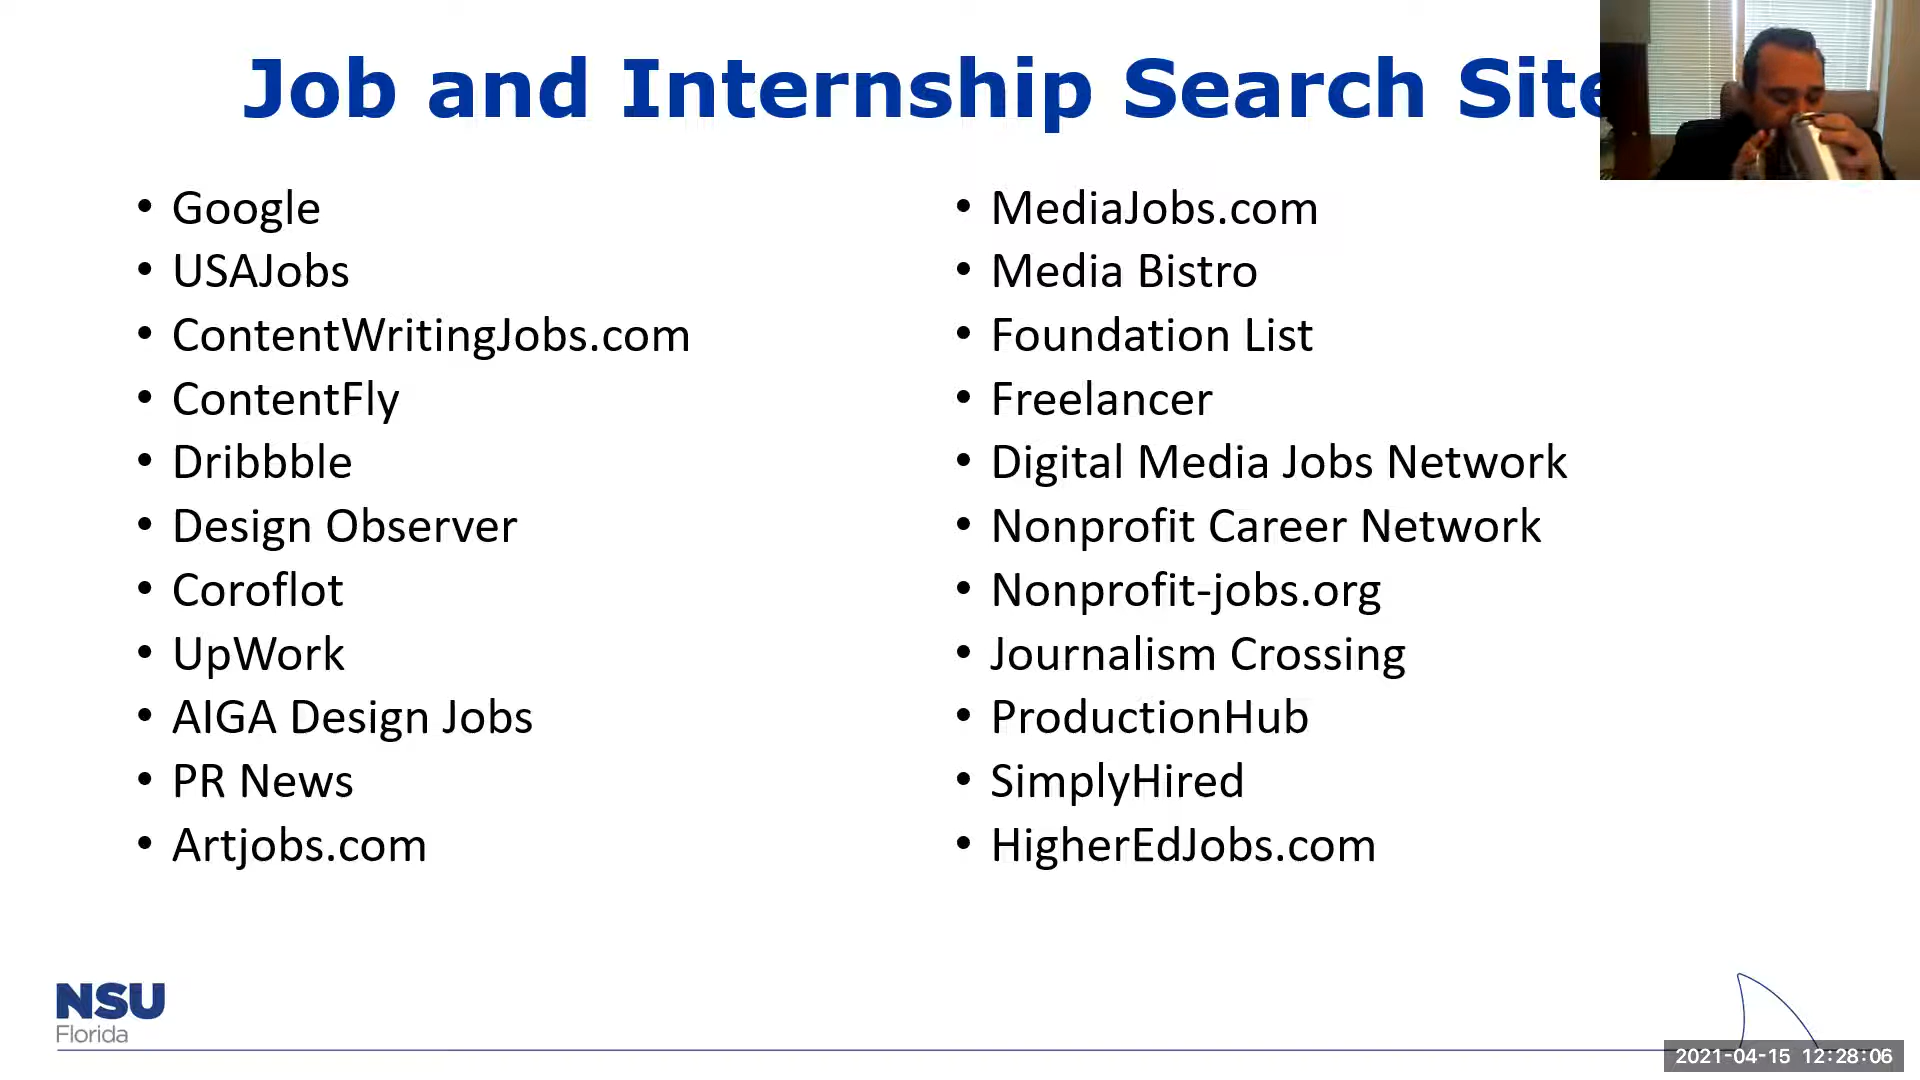 Job and Internship Search Site
• Google
• USAJobs
• ContentWritingJobs.com
• ContentFly
• Dribbble
• Design Observer
• Coroflot
• UpWork
• AIGA Design Jobs
• PR News
• Artjobs.com
• MediaJobs.com
• Media Bistro
• Foundation List
• Freelancer
• Digital Media Jobs Network
• Nonprofit Career Network
• Nonprofit-jobs.org
• Journalism Crossing
• ProductionHub
• SimplyHired
• HigherEdJobs.com
NSU
Florida
2021-04-15 12:28:06